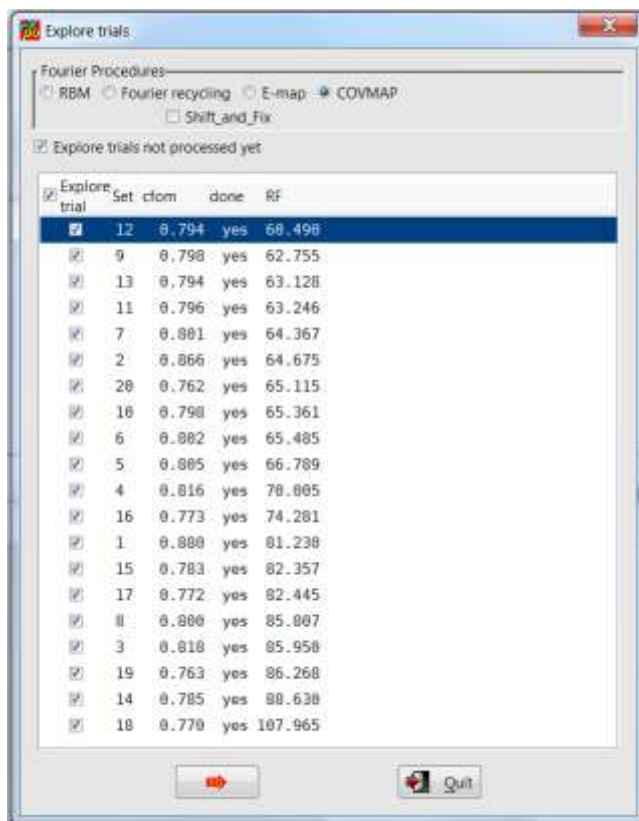 Explore trials
Fourier Procedures
RBM Fourier recycling E-map COVMAP
Shift_and_Fix
Explore trials not processed yet
Explore trial Set cfom done RF
12 0.794 yes 60.490
9 0.798 yes 62.755
13 0.794 yes 63.128
11 0.796 yes 63.246
7 0.801 yes 64.367
2 0.866 yes 64.675
20 0.762 yes 65.115
10 0.798 yes 65.361
6 0.802 yes 65.485
5 0.805 yes 66.789
4 0.816 yes 70.005
16 0.773 yes 74.281
1 0.880 yes 81.230
15 0.783 yes 82.357
17 0.772 yes 82.445
8 0.800 yes 85.807
3 0.818 yes 85.950
19 0.763 yes 86.268
14 0.785 yes 88.630
18 0.770 yes 107.965
Quit